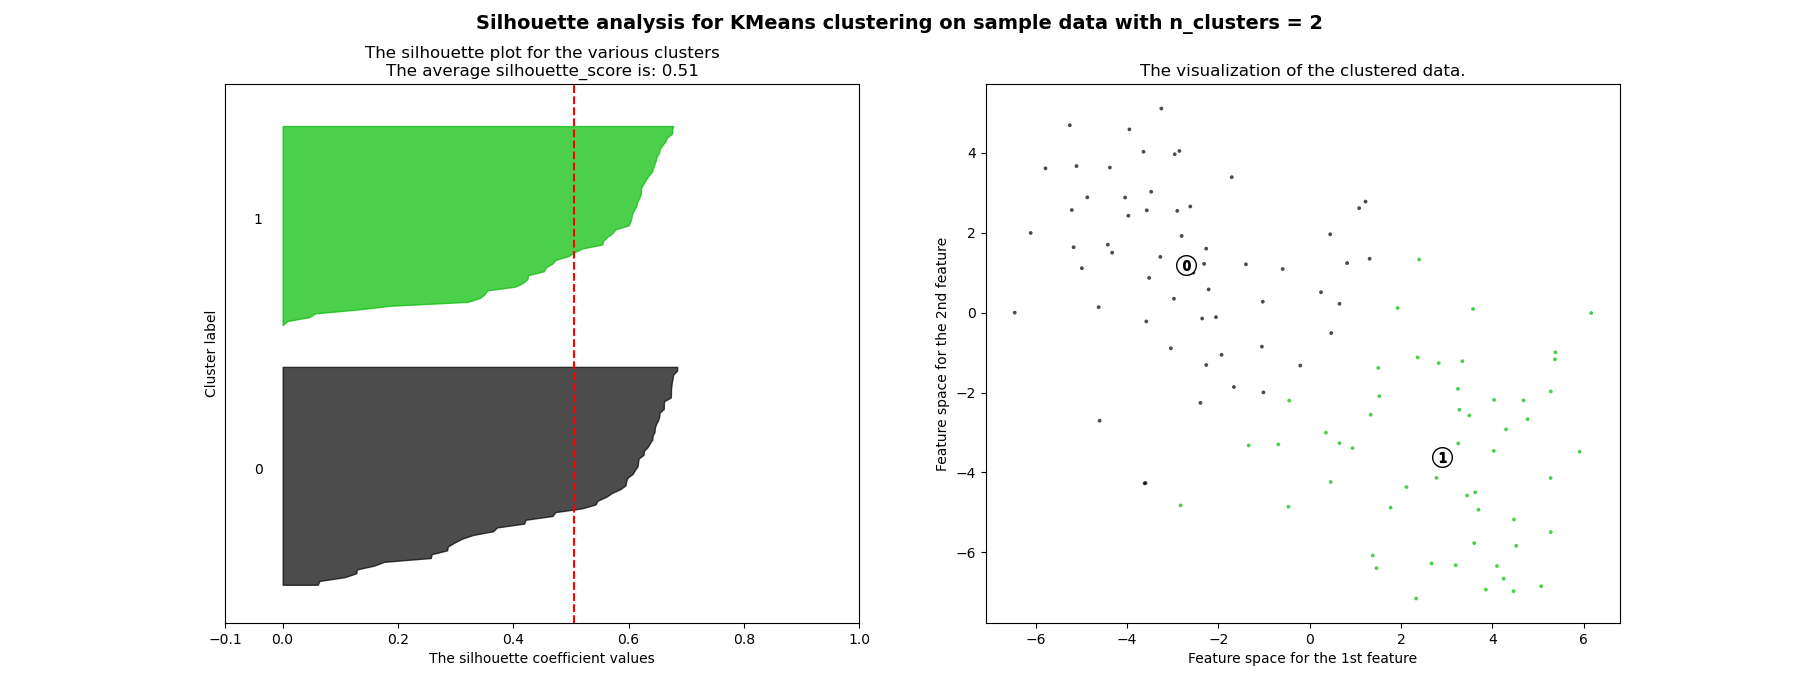 Silhouette analysis for KMeans clustering on sample data with n_clusters = 2
The silhouette plot for the various clusters
The average silhouette_score is: 0.51
Cluster label
1
0
−0.1 0.0 0.2 0.4 0.6 0.8 1.0
The silhouette coefficient values
The visualization of the clustered data.
Feature space for the 2nd feature
4
2
0
−2
−4
−6
0
1
−6 −4 −2 0 2 4 6
Feature space for the 1st feature